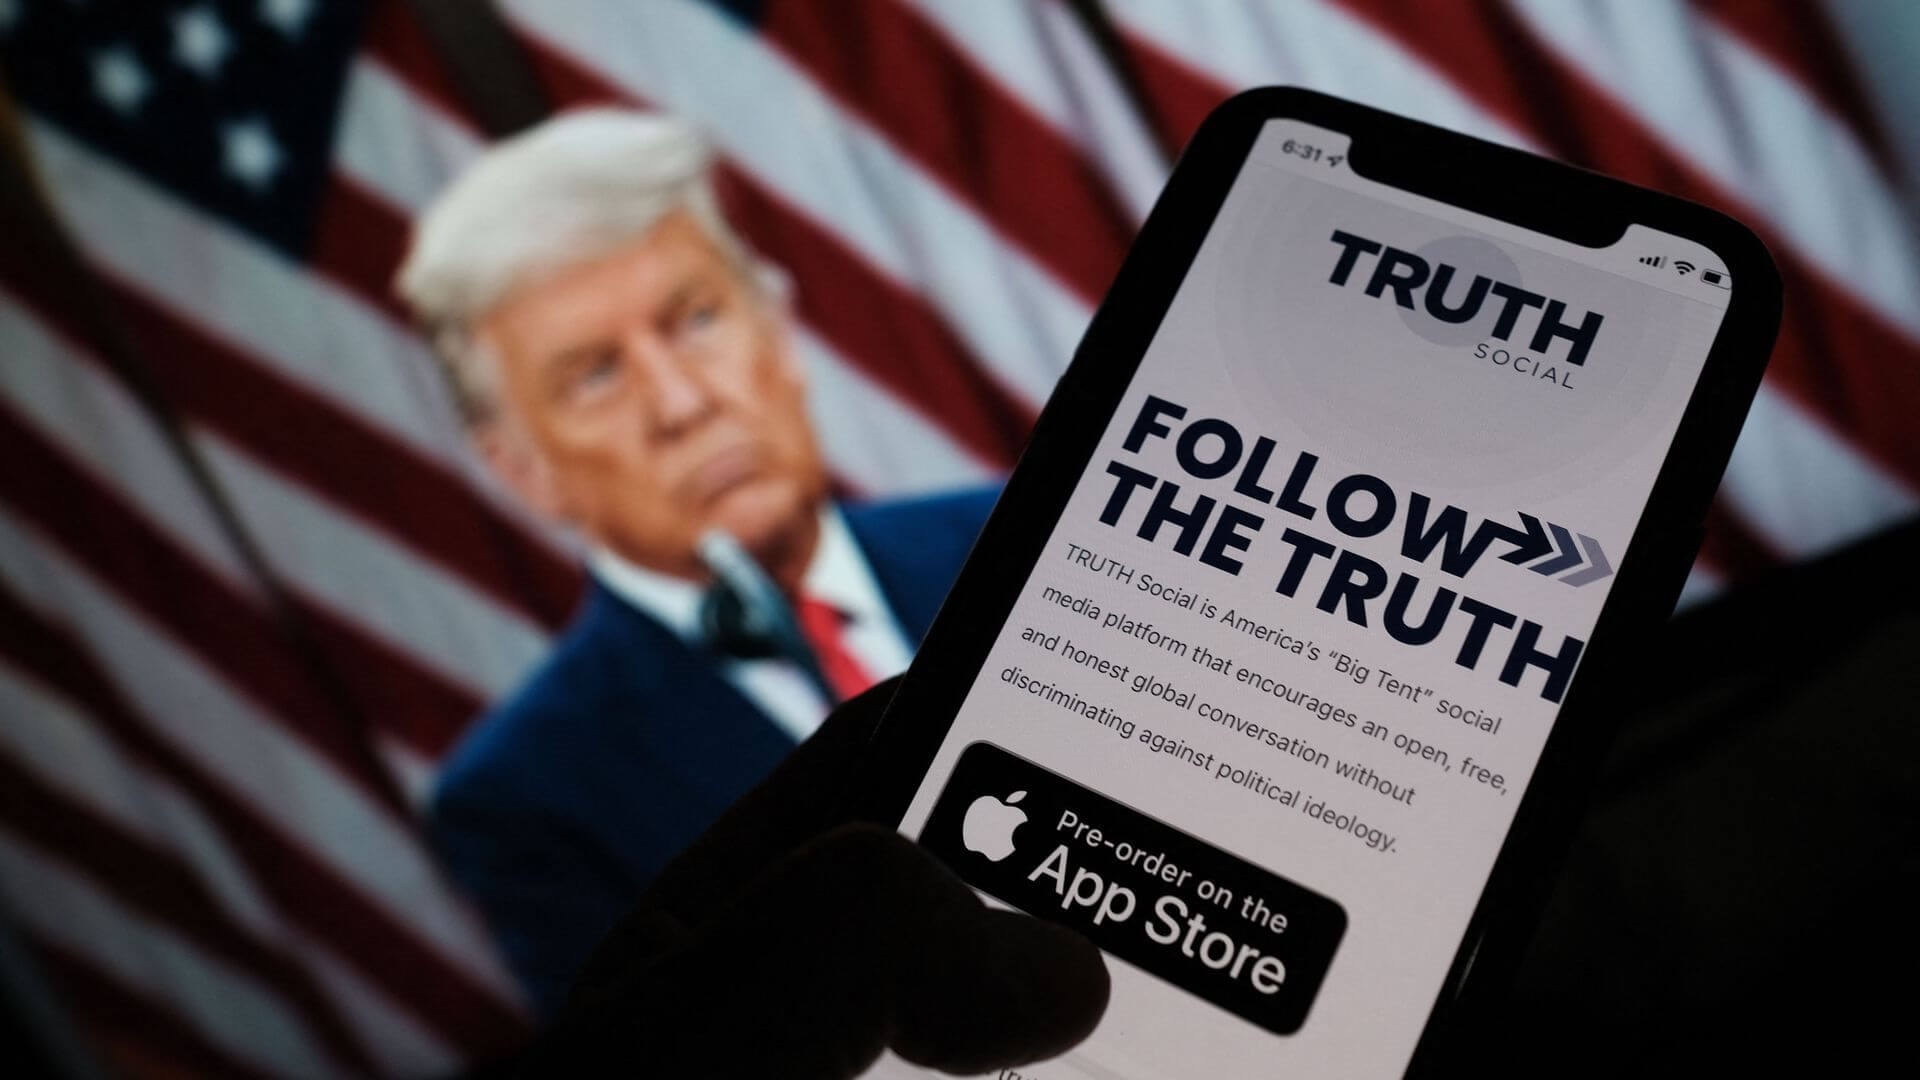 6:31
TRUTH
SOCIAL
FOLLOW
THE TRUTH
TRUTH Social is America's "Big Tent" social
media platform that encourages an open, free,
and honest global conversation without
discriminating against political ideology.
Pre-order on the
App Store